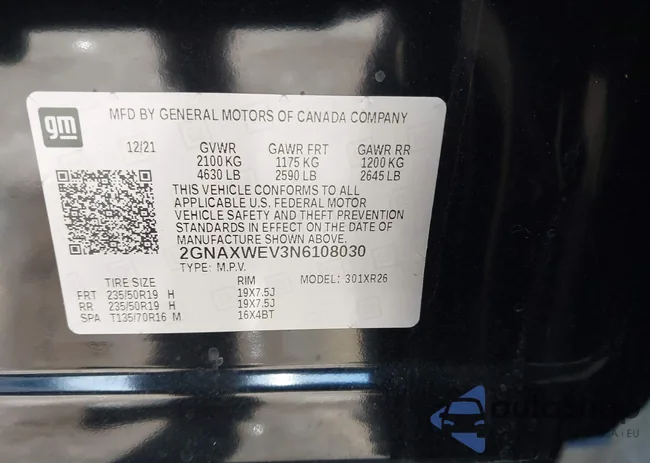 gm
MFD BY GENERAL MOTORS OF CANADA COMPANY
12/21 GVWR GAWR FRT GAWR RR
2100 KG 1175 KG 1200 KG
4630 LB 2590 LB 2645 LB
THIS VEHICLE CONFORMS TO ALL
APPLICABLE U.S. FEDERAL MOTOR
VEHICLE SAFETY AND THEFT PREVENTION
STANDARDS IN EFFECT ON THE DATE OF
MANUFACTURE SHOWN ABOVE.
2GNAXWEV3N6108030
TYPE: M.P.V. MODEL: 301XR26
TIRE SIZE RIM
FRT 235/50R19 H 19X7.5J
RR 235/50R19 H 19X7.5J
SPA T135/70R16 M 16X4BT